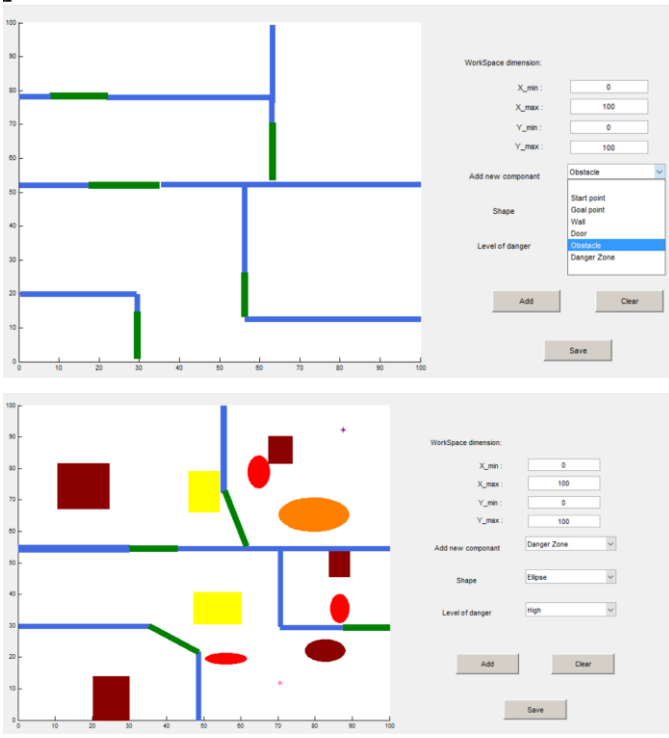 WorkSpace dimension:
X_min : 0
X_max : 100
Y_min : 0
Y_max : 100
Add new componant Obstacle
Start point
Goal point
Wall
Door
Obstacle
Danger Zone
Shape
Level of danger
Add Clear
Save
100
90
80
70
60
50
40
30
20
10
0
0 10 20 30 40 50 60 70 80 90 100
WorkSpace dimension:
X_min : 0
X_max : 100
Y_min : 0
Y_max : 100
Add new componant Danger Zone
Shape Ellipse
Level of danger High
Add Clear
Save
100
90
80
70
60
50
40
30
20
10
0
0 10 20 30 40 50 60 70 80 90 100